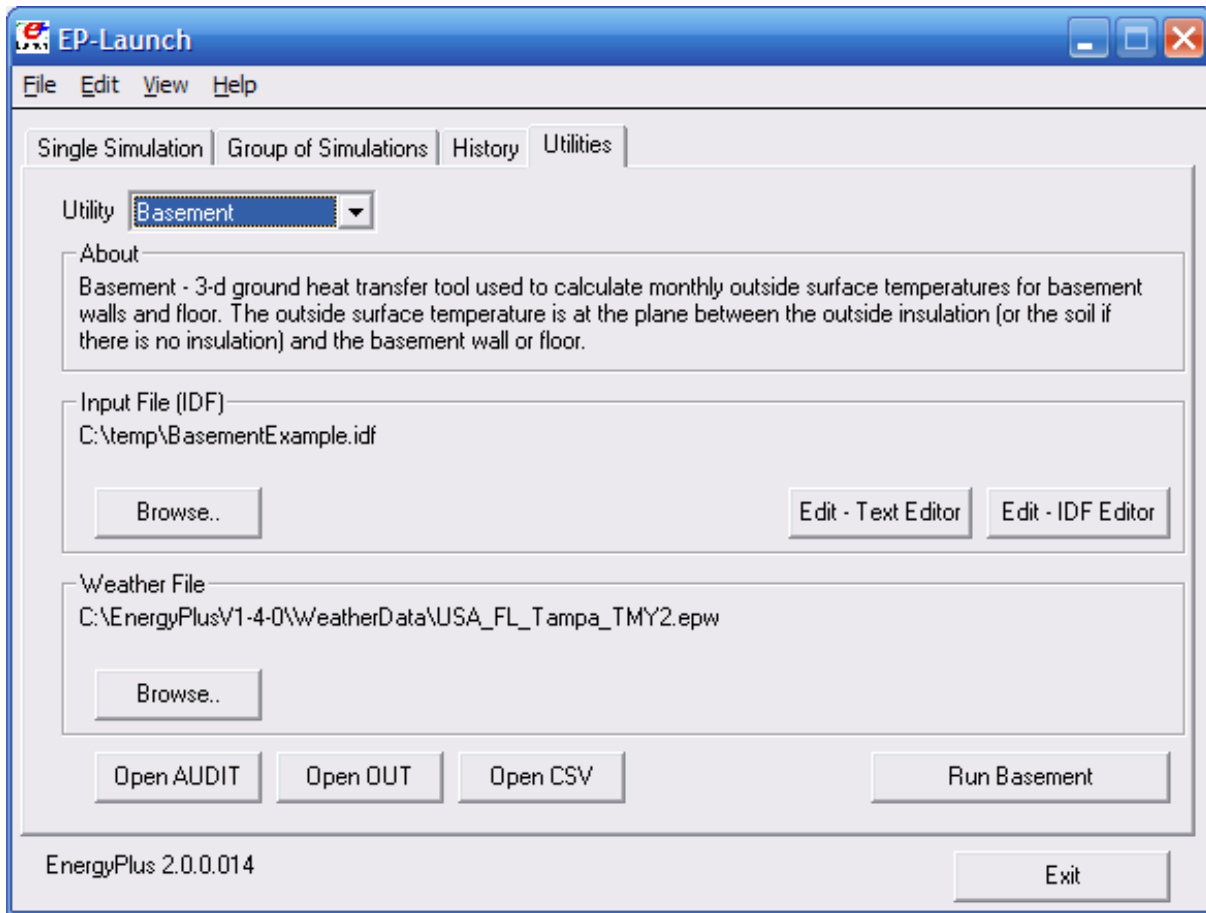 EP-Launch
File Edit View Help
Single Simulation Group of Simulations History Utilities
Utility Basement
About
Basement - 3-d ground heat transfer tool used to calculate monthly outside surface temperatures for basement
walls and floor. The outside surface temperature is at the plane between the outside insulation (or the soil if
there is no insulation) and the basement wall or floor.
Input File (IDF)
C:\temp\BasementExample.idf
Browse.. Edit - Text Editor Edit - IDF Editor
Weather File
C:\EnergyPlusV1-4-0\WeatherData\USA_FL_Tampa_TMY2.epw
Browse..
Open AUDIT Open OUT Open CSV Run Basement
EnergyPlus 2.0.0.014 Exit